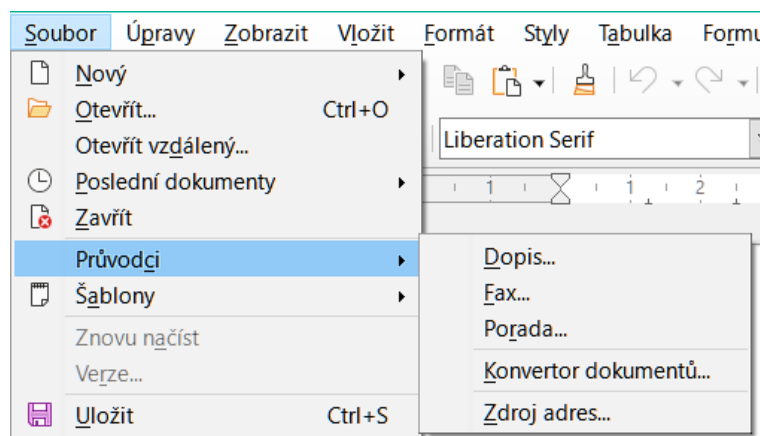 Soubor Úpravy Zobrazit Vložit Formát Styly Tabulka
Nový
Otevřít... Ctrl+O
Otevřít vzdálený...
Liberation Serif
Poslední dokumenty
1 1 2
Zavřít
Průvodci
Šablony
Znovu načíst
Verze...
Uložit Ctrl+S
Dopis...
Fax...
Porada...
Konvertor dokumentů...
Zdroj adres...